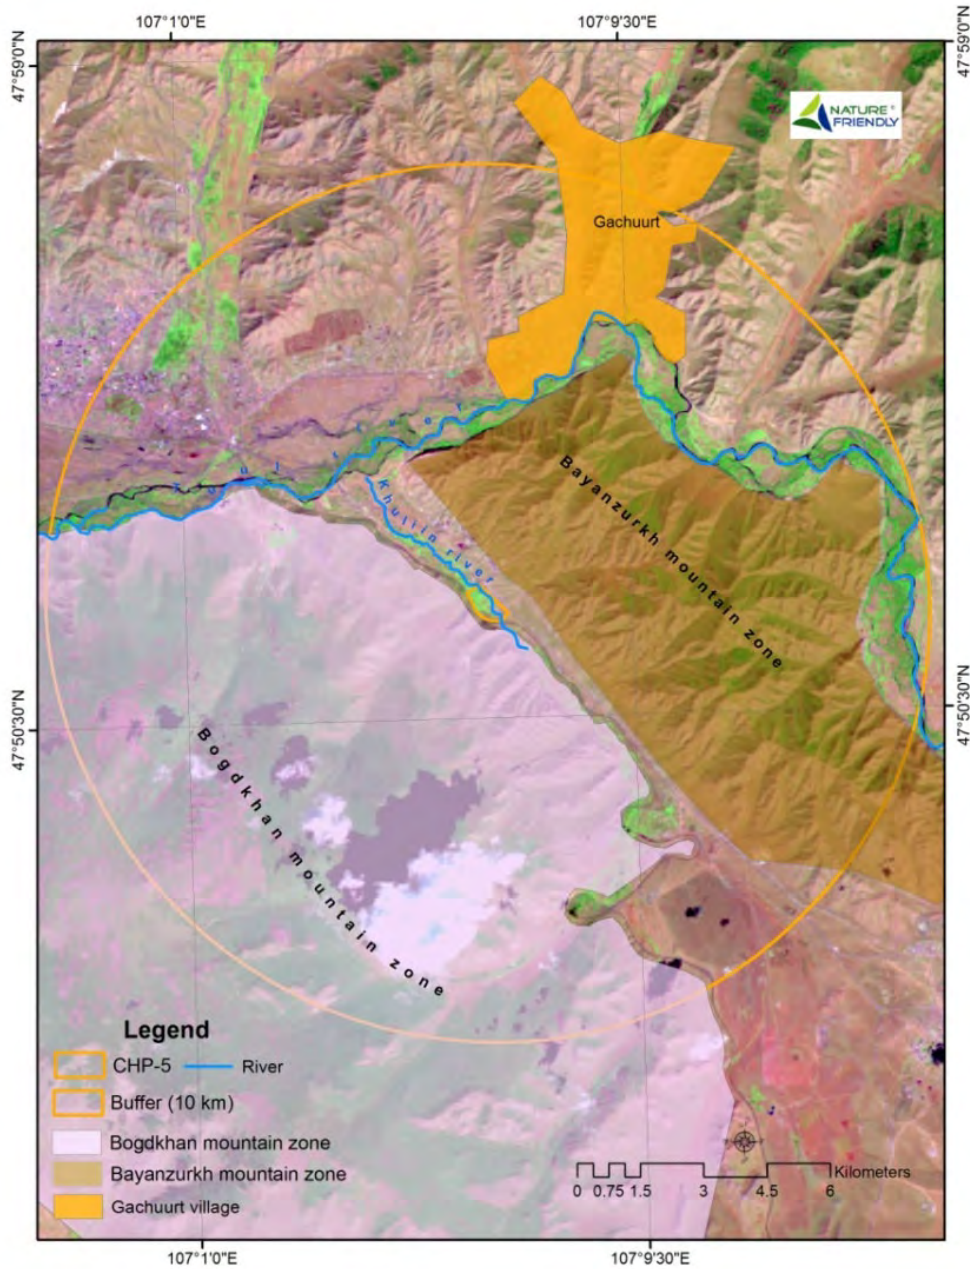 107°1'0"E
107°9'30"E
47°59'0"N
47°59'0"N
NATURE
FRIENDLY
Gachuurt
Tuul river
Khuliin river
Bayanzurkh mountain zone
47°50'30"N
47°50'30"N
Bogdkhan mountain zone
Legend
CHP-5
River
Buffer (10 km)
Bogdkhan mountain zone
Bayanzurkh mountain zone
Gachuurt village
Kilometers
0 0.75 1.5 3 4.5 6
107°1'0"E
107°9'30"E